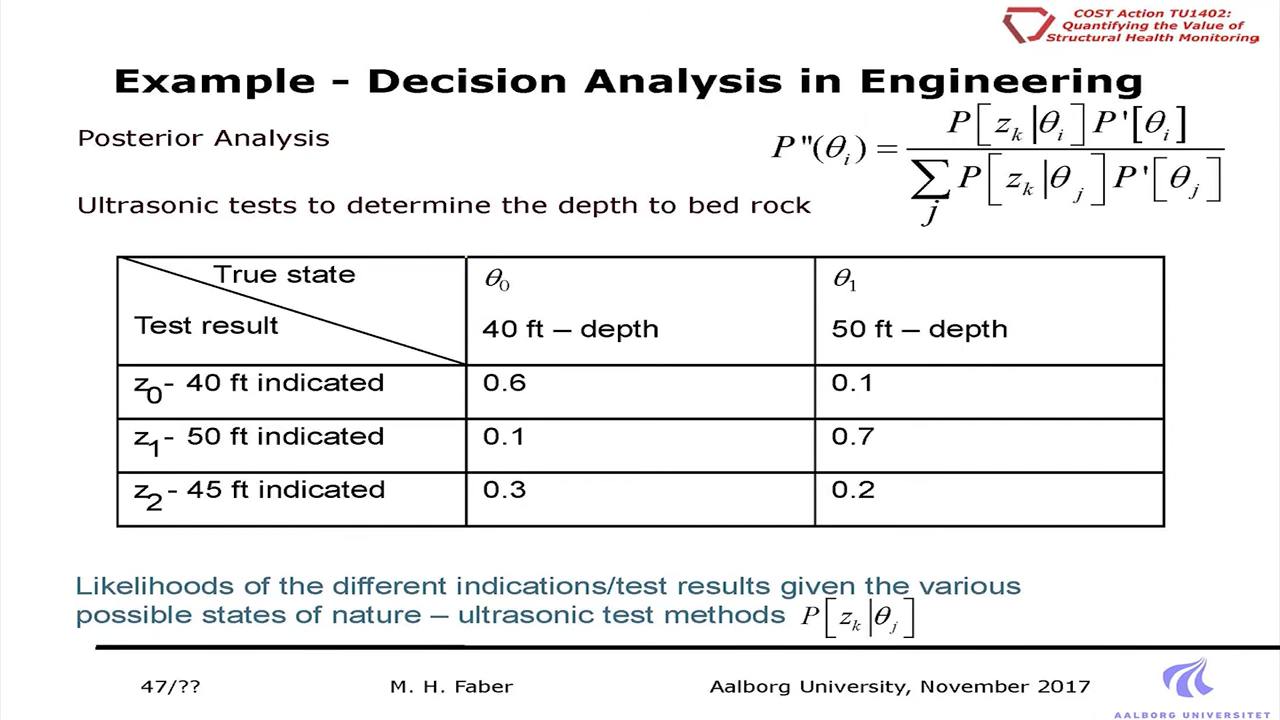 COST Action TU1402:
Quantifying the Value of
Structural Health Monitoring
Example – Decision Analysis in Engineering
Posterior Analysis
P''(θᵢ) = P[zₖ|θᵢ]P'[θᵢ] / ∑ⱼ P[zₖ|θⱼ]P'[θⱼ]
Ultrasonic tests to determine the depth to bed rock
True state
Test result
θ₀
40 ft – depth
θ₁
50 ft – depth
z₀- 40 ft indicated 0.6 0.1
z₁- 50 ft indicated 0.1 0.7
z₂- 45 ft indicated 0.3 0.2
Likelihoods of the different indications/test results given the various
possible states of nature – ultrasonic test methods P[zₖ|θⱼ]
47/?? M. H. Faber Aalborg University, November 2017
AALBORG UNIVERSITET